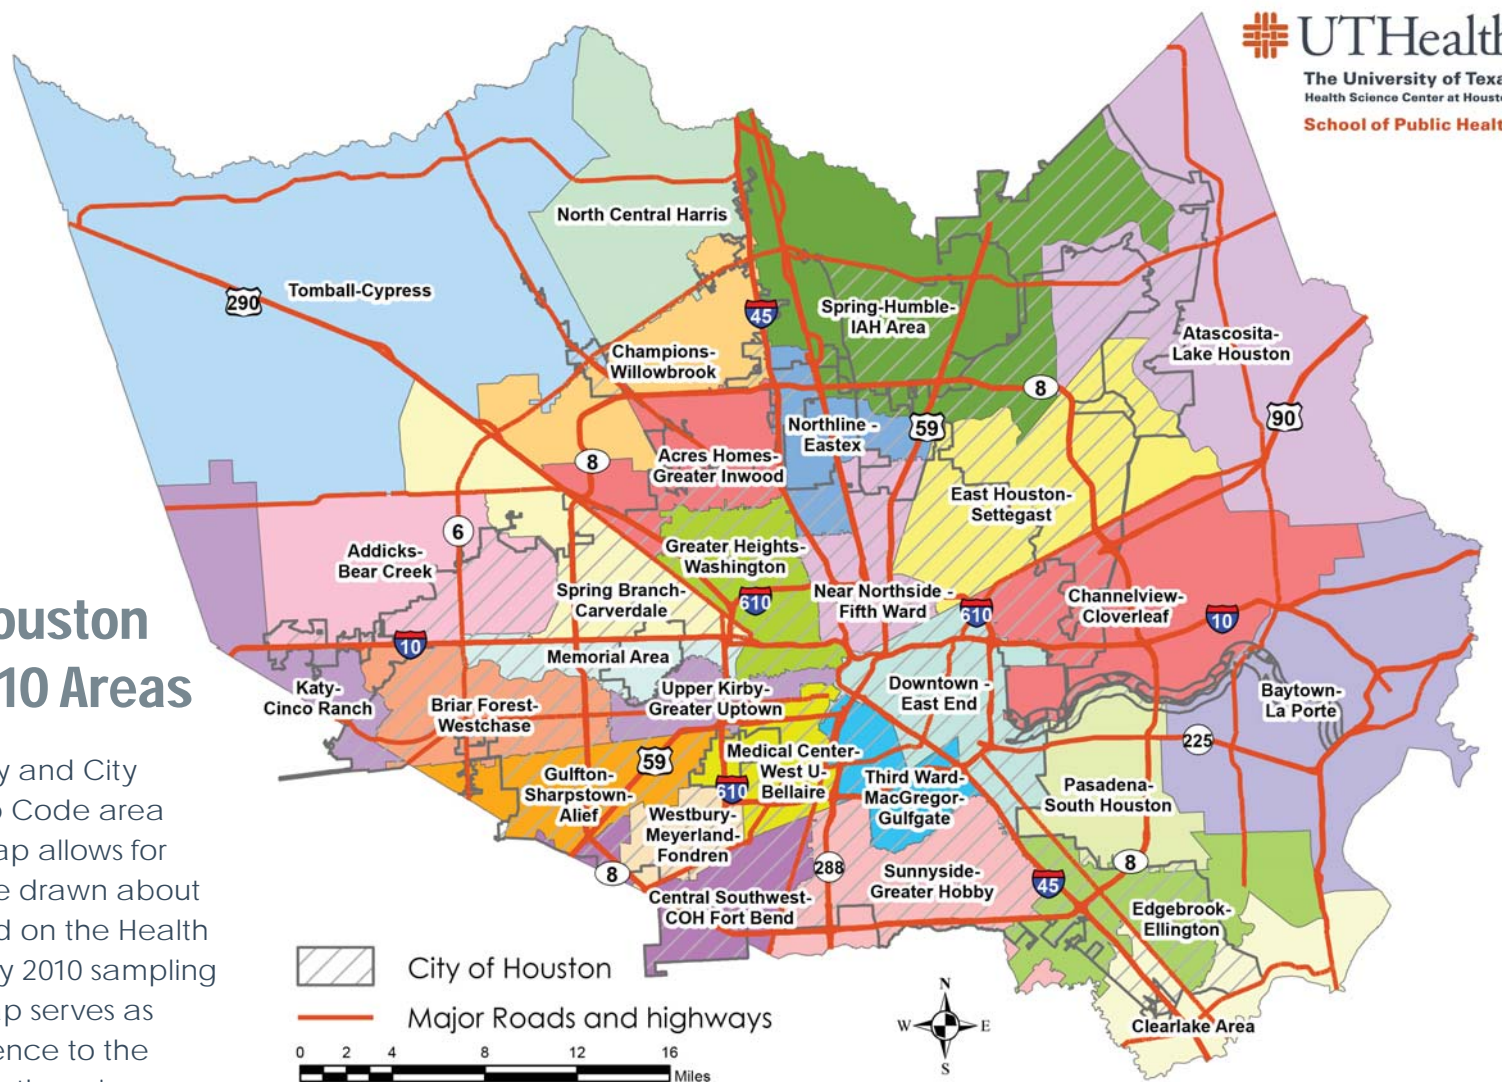 UTHealth
The University of Texa
Health Science Center at Houst
School of Public Healt
North Central Harris
290
Tomball-Cypress
45
Spring-Humble-
IAH Area
Atascosita-
Lake Houston
Champions-
Willowbrook
8
90
59
Northline -
Eastex
8
Acres Homes-
Greater Inwood
East Houston-
Settegast
6
Addicks-
Bear Creek
Greater Heights-
Washington
Spring Branch-
Carverdale
610
Near Northside -
Fifth Ward
610
Channelview-
Cloverleaf
10
10
ouston
10 Areas
Memorial Area
Katy-
Cinco Ranch
Briar Forest-
Westchase
Upper Kirby-
Greater Uptown
Downtown -
East End
Baytown-
La Porte
225
59
Gulfton-
Sharpstown-
Alief
610
Medical Center-
West U-
Bellaire
Third Ward-
MacGregor-
Gulfgate
Pasadena-
South Houston
Westbury-
Meyerland-
Fondren
8
288
Sunnyside-
Greater Hobby
45
8
Central Southwest-
COH Fort Bend
Edgebrook-
Ellington
Clearlake Area
y and City
Code area
ap allows for
e drawn about
d on the Health
y 2010 sampling
p serves as
ence to the
City of Houston
Major Roads and highways
0 2 4 8 12 16
Miles
N
W E
S